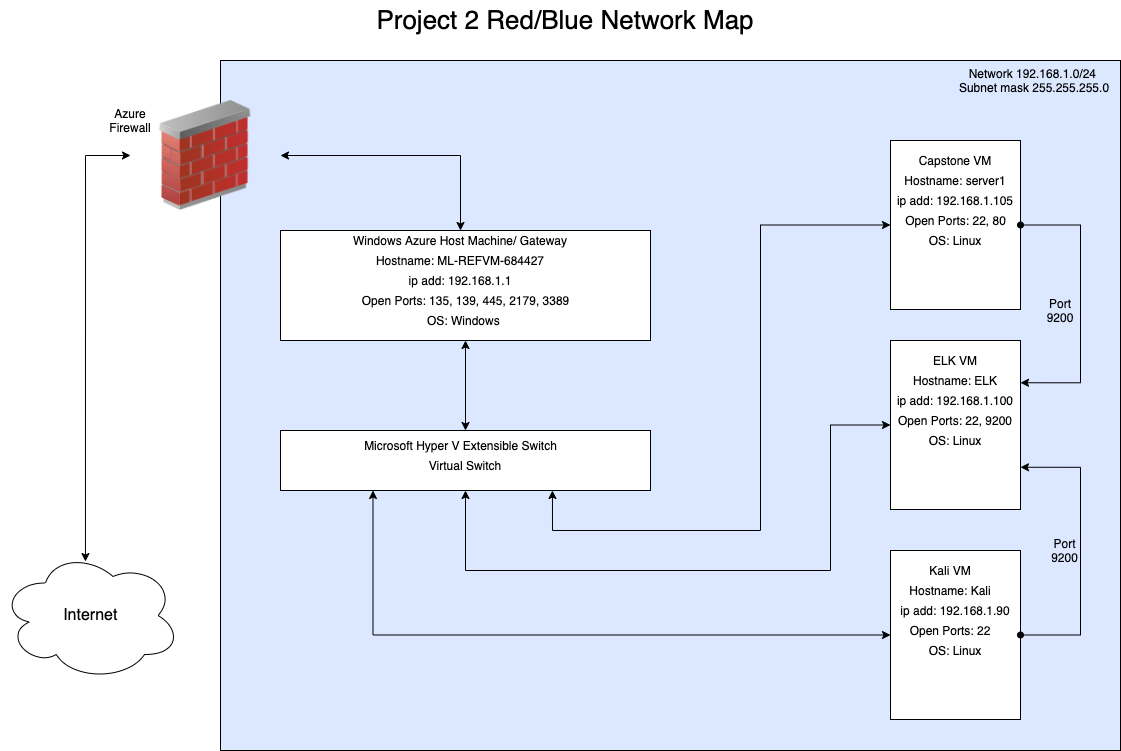 Project 2 Red/Blue Network Map
Network 192.168.1.0/24
Subnet mask 255.255.255.0
Azure
Firewall
Windows Azure Host Machine/ Gateway
Hostname: ML-REFVM-684427
ip add: 192.168.1.1
Open Ports: 135, 139, 445, 2179, 3389
OS: Windows
Microsoft Hyper V Extensible Switch
Virtual Switch
Internet
Capstone VM
Hostname: server1
ip add: 192.168.1.105
Open Ports: 22, 80
OS: Linux
Port
9200
ELK VM
Hostname: ELK
ip add: 192.168.1.100
Open Ports: 22, 9200
OS: Linux
Port
9200
Kali VM
Hostname: Kali
ip add: 192.168.1.90
Open Ports: 22
OS: Linux